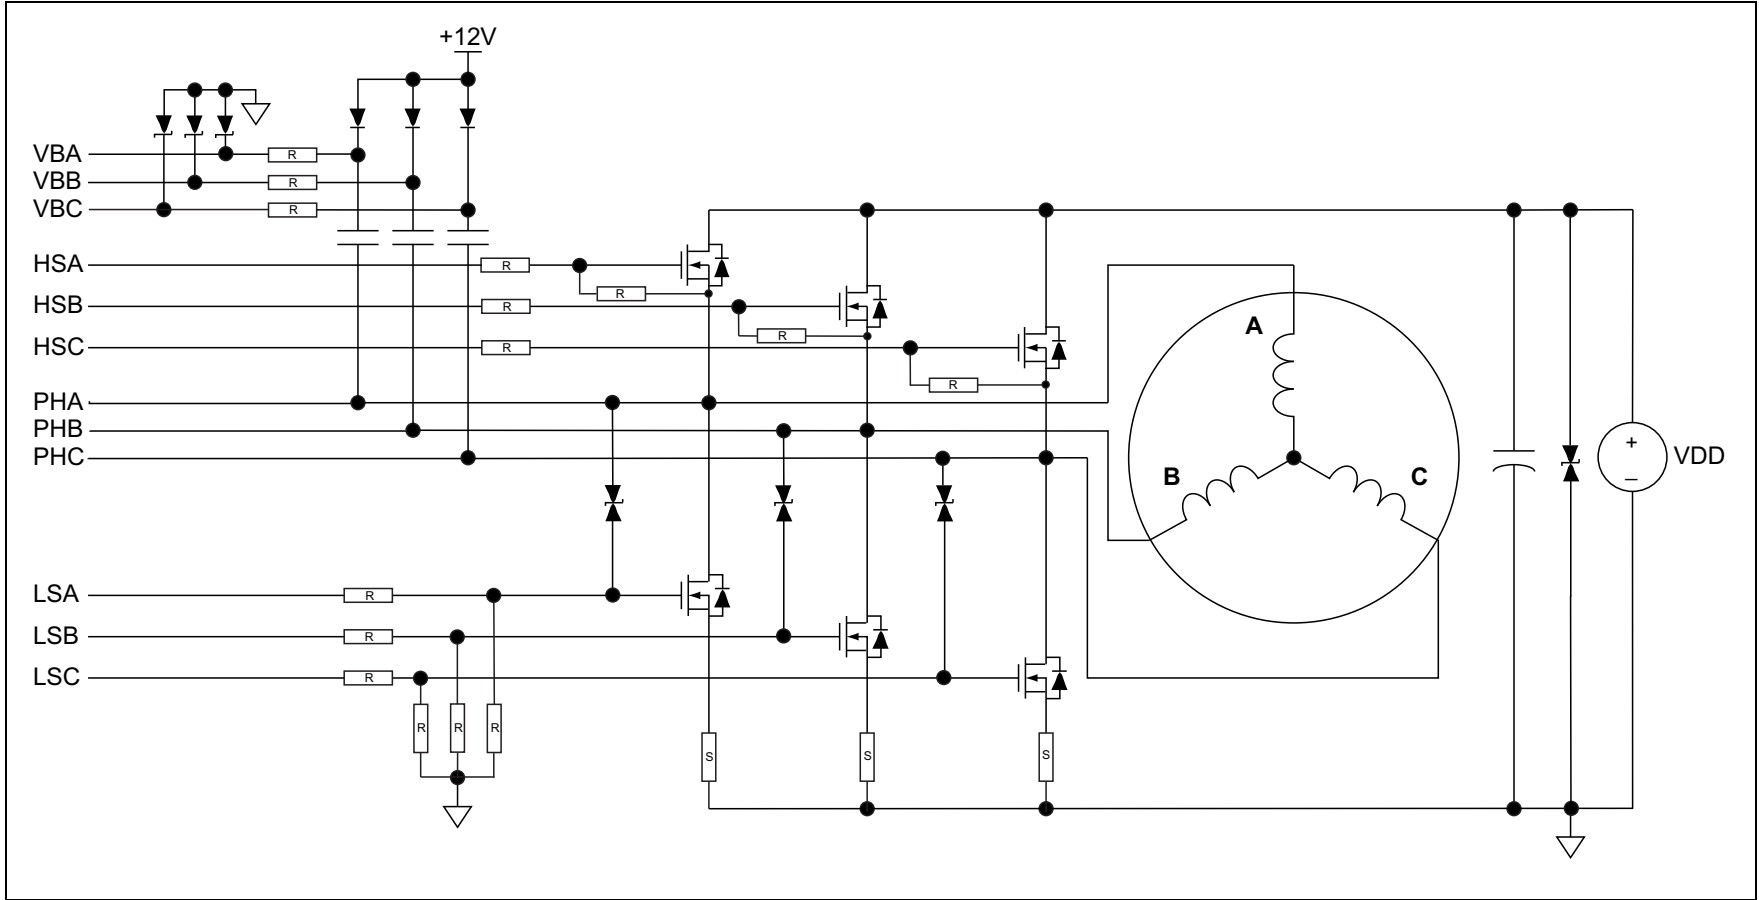 +12V
VBA R
VBB R
VBC R
HSA R
R
HSB R
R
HSC R
R
PHA
PHB
PHC
A
B
C
+
–
VDD
LSA R
LSB R
LSC R
R R R
S S S